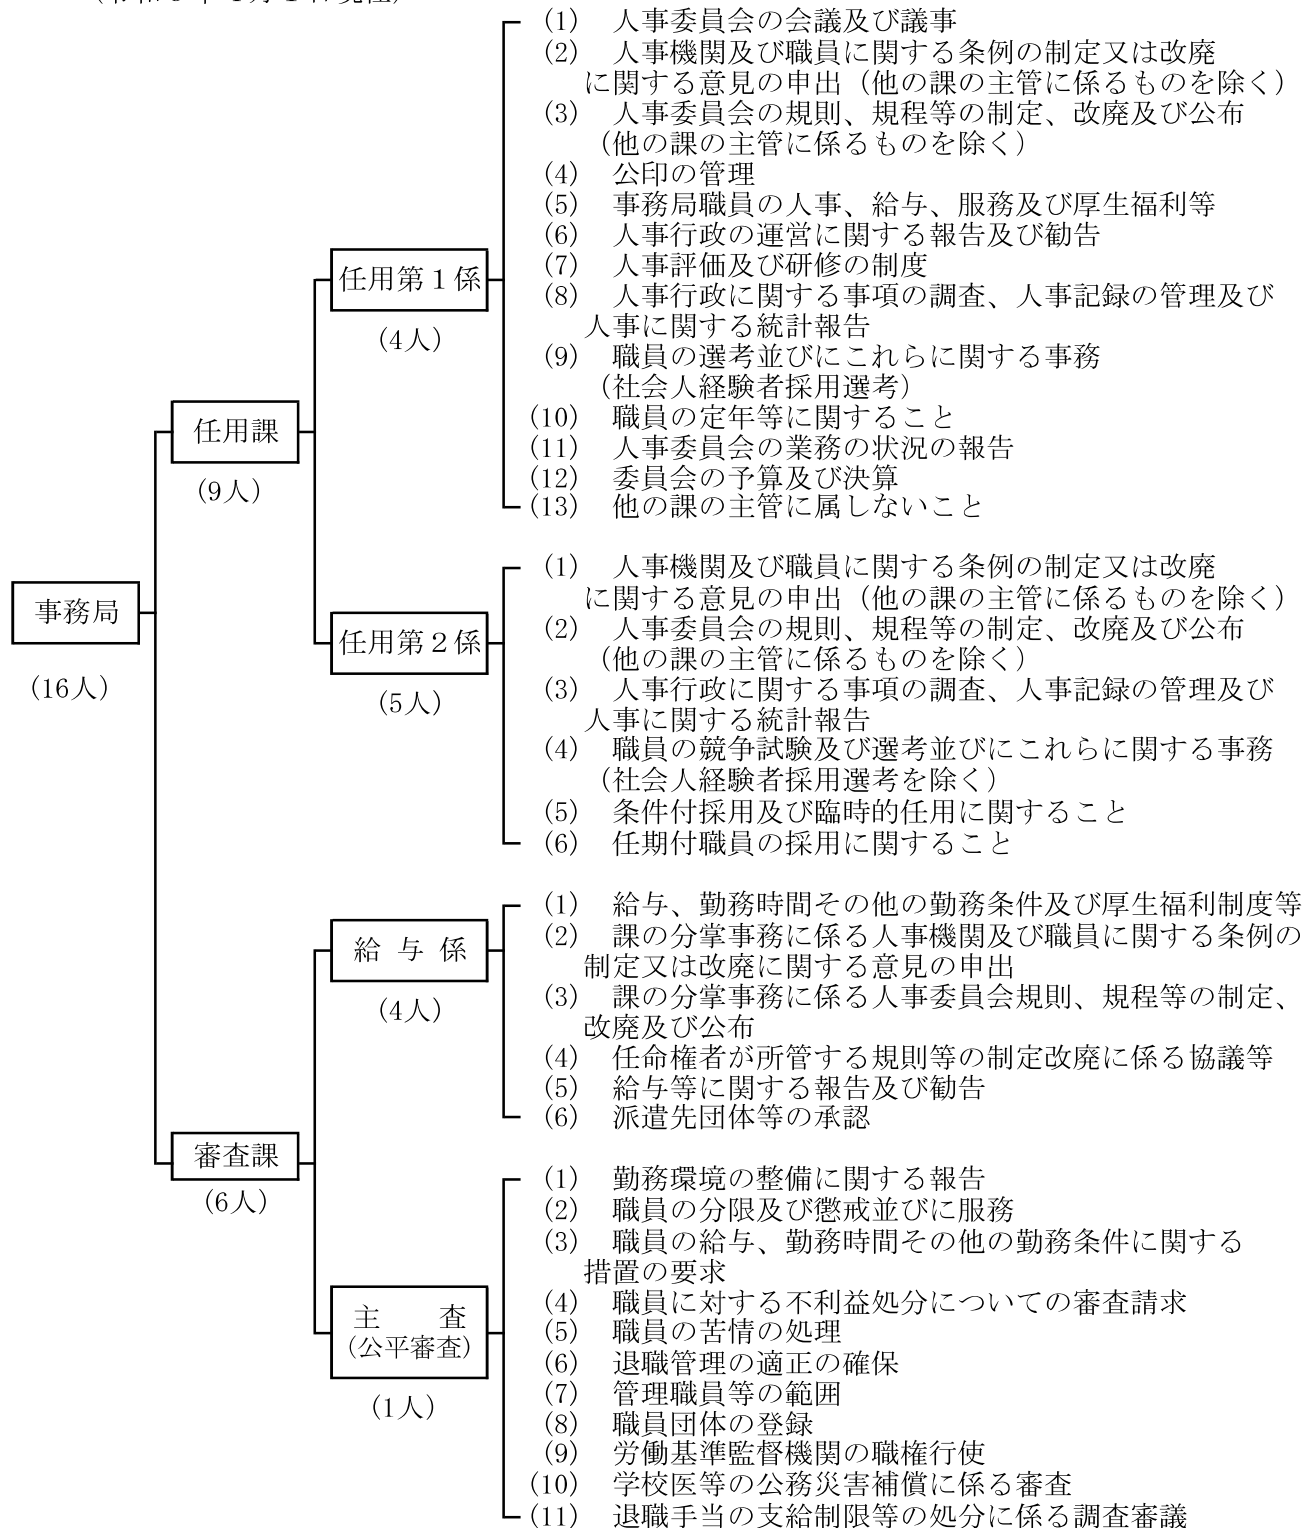 事務局
(16人)
任用課
(9人)
任用第1係
(4人)
(1) 人事委員会の会議及び議事
(2) 人事機関及び職員に関する条例の制定又は改廃
に関する意見の申出（他の課の主管に係るものを除く）
(3) 人事委員会の規則、規程等の制定、改廃及び公布
（他の課の主管に係るものを除く）
(4) 公印の管理
(5) 事務局職員の人事、給与、服務及び厚生福利等
(6) 人事行政の運営に関する報告及び勧告
(7) 人事評価及び研修の制度
(8) 人事行政に関する事項の調査、人事記録の管理及び
人事に関する統計報告
(9) 職員の選考並びにこれらに関する事務
（社会人経験者採用選考）
(10) 職員の定年等に関すること
(11) 人事委員会の業務の状況の報告
(12) 委員会の予算及び決算
(13) 他の課の主管に属しないこと
任用第2係
(5人)
(1) 人事機関及び職員に関する条例の制定又は改廃
に関する意見の申出（他の課の主管に係るものを除く）
(2) 人事委員会の規則、規程等の制定、改廃及び公布
（他の課の主管に係るものを除く）
(3) 人事行政に関する事項の調査、人事記録の管理及び
人事に関する統計報告
(4) 職員の競争試験及び選考並びにこれらに関する事務
（社会人経験者採用選考を除く）
(5) 条件付採用及び臨時的任用に関すること
(6) 任期付職員の採用に関すること
審査課
(6人)
給与係
(4人)
(1) 給与、勤務時間その他の勤務条件及び厚生福利制度等
(2) 課の分掌事務に係る人事機関及び職員に関する条例の
制定又は改廃に関する意見の申出
(3) 課の分掌事務に係る人事委員会規則、規程等の制定、
改廃及び公布
(4) 任命権者が所管する規則等の制定改廃に係る協議等
(5) 給与等に関する報告及び勧告
(6) 派遣先団体等の承認
主査
（公平審査）
(1人)
(1) 勤務環境の整備に関する報告
(2) 職員の分限及び懲戒並びに服務
(3) 職員の給与、勤務時間その他の勤務条件に関する
措置の要求
(4) 職員に対する不利益処分についての審査請求
(5) 職員の苦情の処理
(6) 退職管理の適正の確保
(7) 管理職員等の範囲
(8) 職員団体の登録
(9) 労働基準監督機関の職権行使
(10) 学校医等の公務災害補償に係る審査
(11) 退職手当の支給制限等の処分に係る調査審議